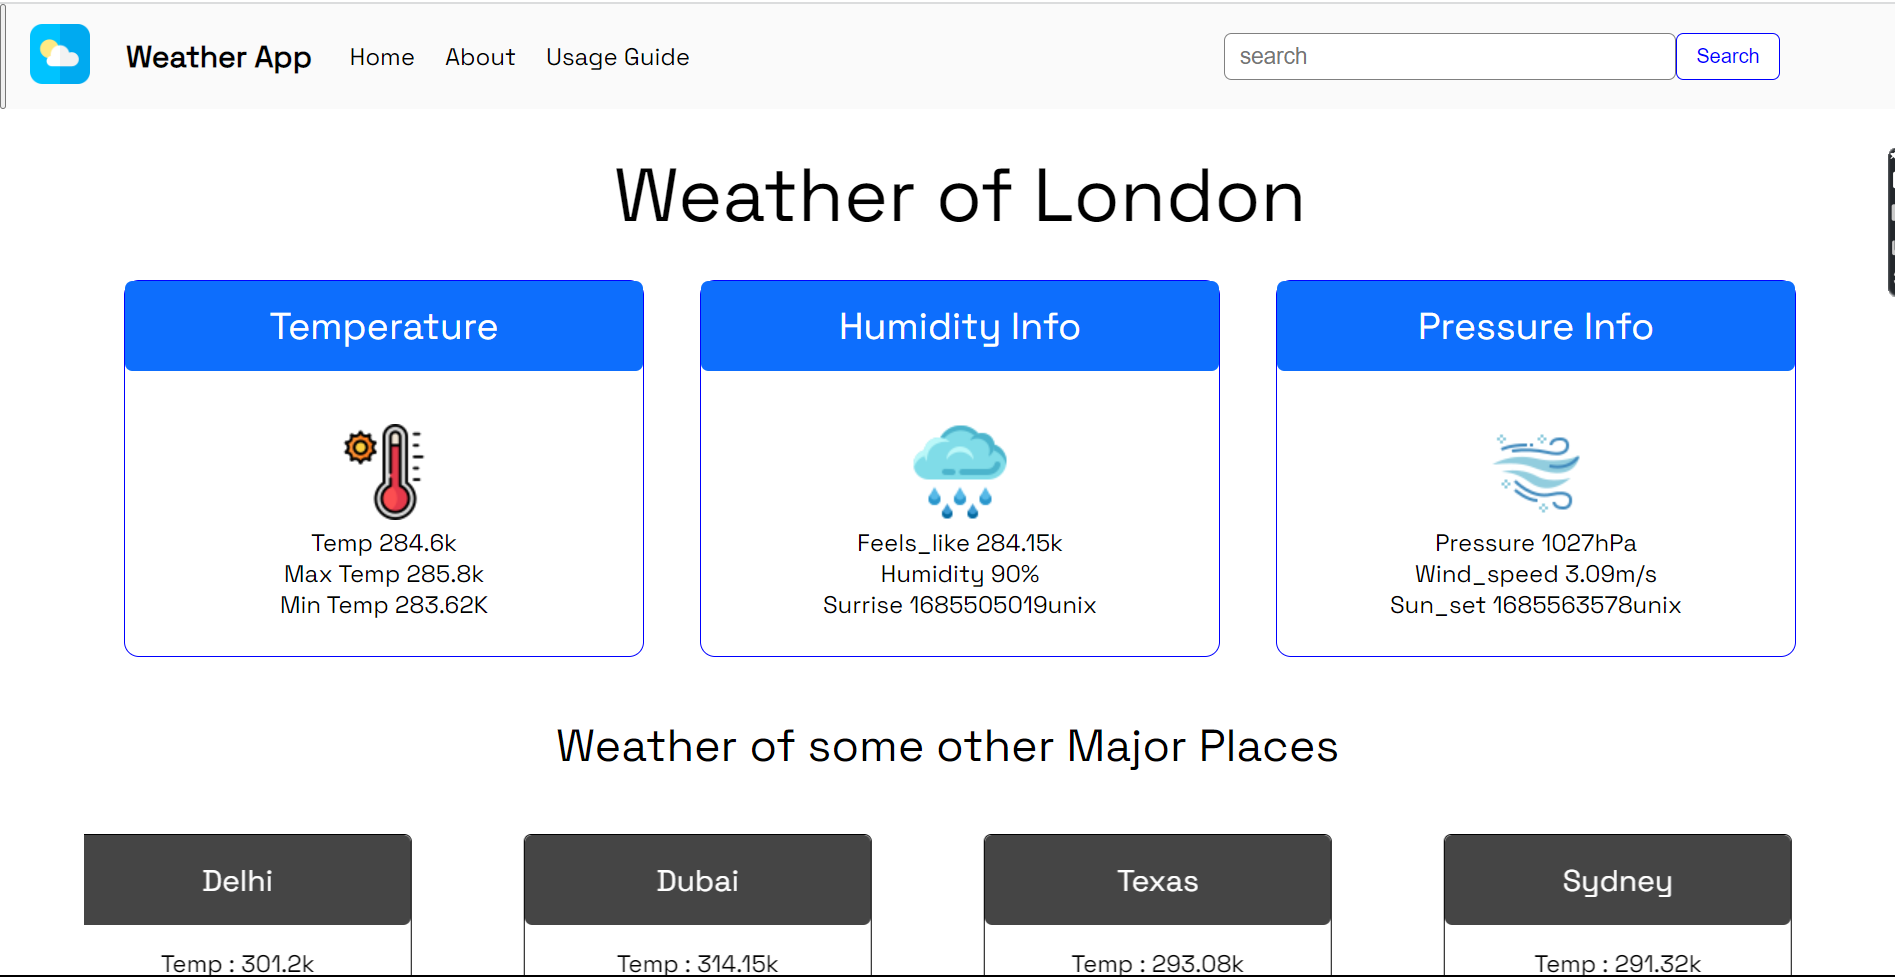 Weather App Home About Usage Guide search Search
Weather of London
Temperature
Temp 284.6k
Max Temp 285.8k
Min Temp 283.62K
Humidity Info
Feels_like 284.15k
Humidity 90%
Surrise 1685505019unix
Pressure Info
Pressure 1027hPa
Wind_speed 3.09m/s
Sun_set 1685563578unix
Weather of some other Major Places
Delhi
Temp : 301.2k
Dubai
Temp : 314.15k
Texas
Temp : 293.08k
Sydney
Temp : 291.32k